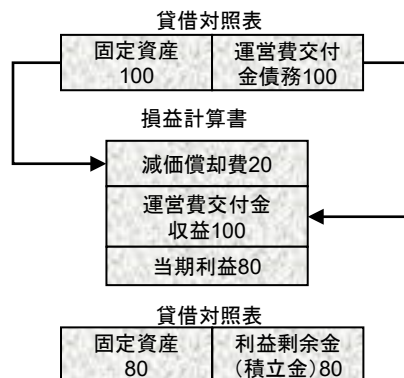 貸借対照表
固定資産
100
運営費交付
金債務100
損益計算書
減価償却費20
運営費交付金
収益100
当期利益80
貸借対照表
固定資産
80
利益剰余金
(積立金)80